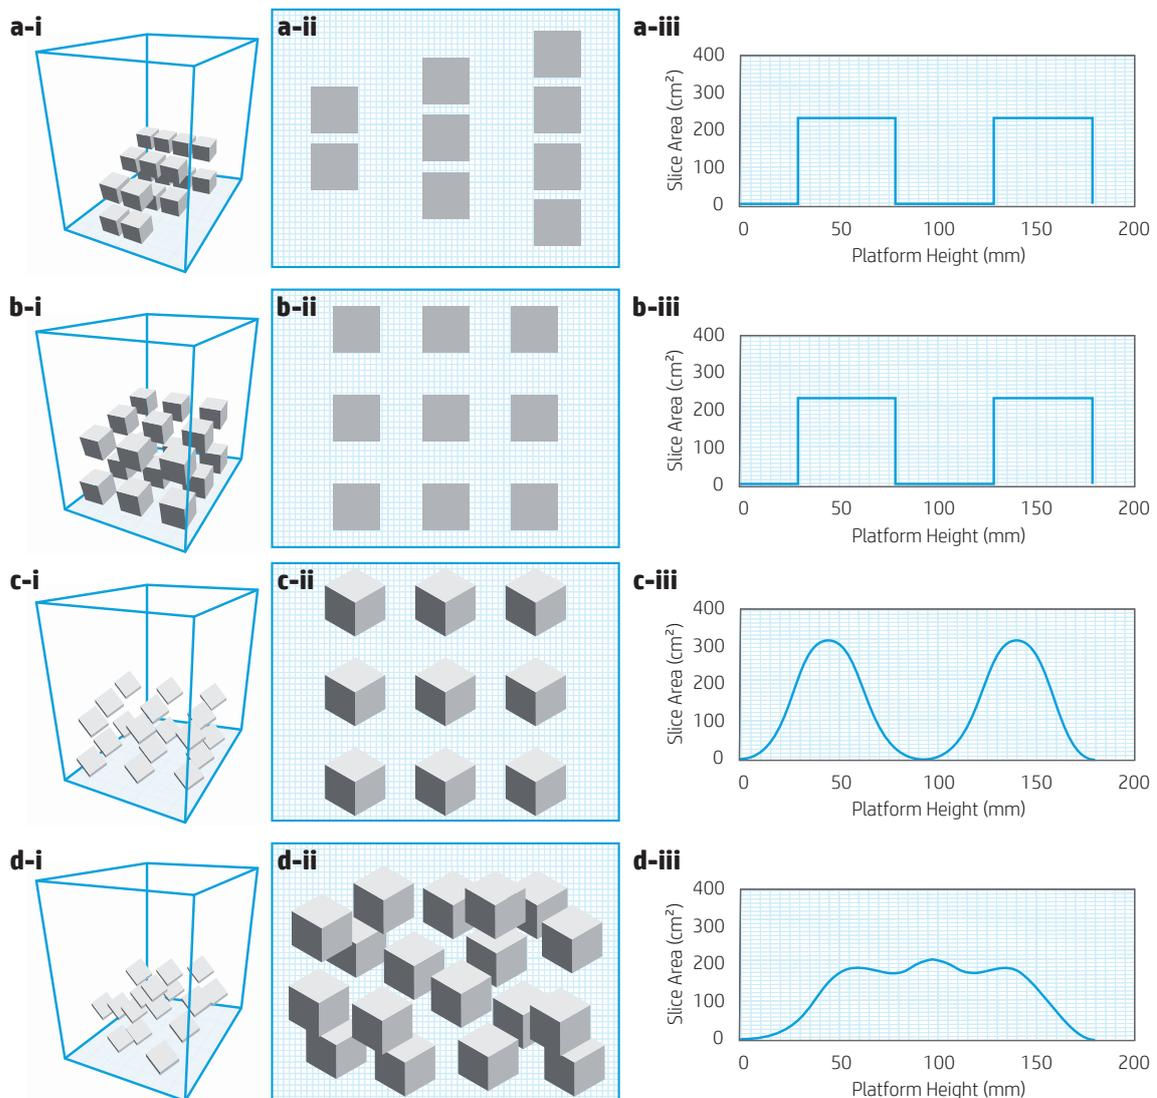 a-i
a-ii
a-iii
400
300
200
100
0
Slice Area (cm²)
0 50 100 150 200
Platform Height (mm)
b-i
b-ii
b-iii
400
300
200
100
0
Slice Area (cm²)
0 50 100 150 200
Platform Height (mm)
c-i
c-ii
c-iii
400
300
200
100
0
Slice Area (cm²)
0 50 100 150 200
Platform Height (mm)
d-i
d-ii
d-iii
400
300
200
100
0
Slice Area (cm²)
0 50 100 150 200
Platform Height (mm)